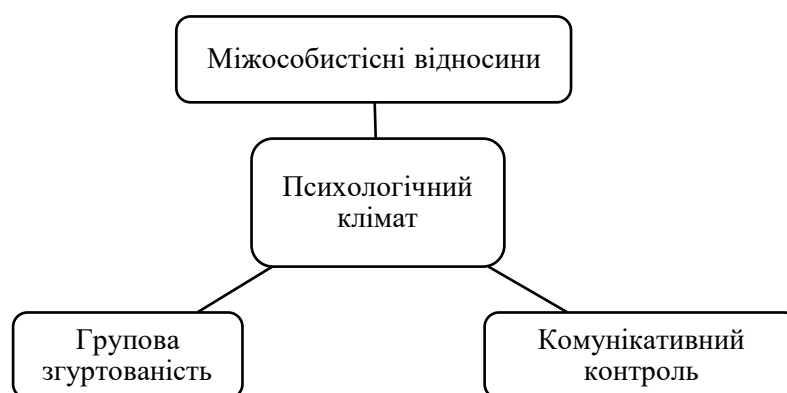 Міжособистісні відносини
Психологічний
клімат
Групова
згуртованість
Комунікативний
контроль